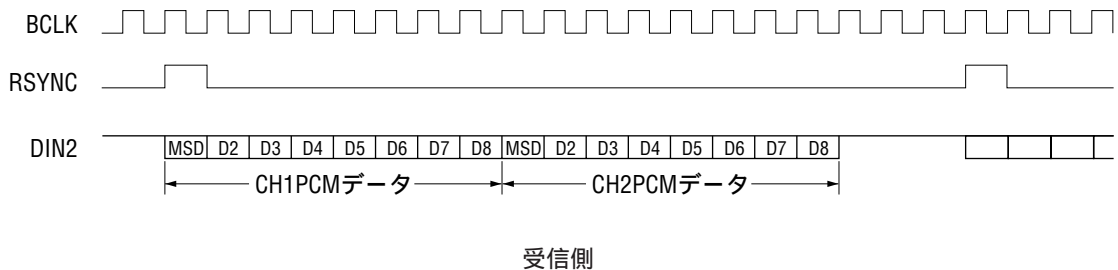 BCLK
RSYNC
DIN2 MSD D2 D3 D4 D5 D6 D7 D8 MSD D2 D3 D4 D5 D6 D7 D8
CH1PCMデータ CH2PCMデータ
受信側